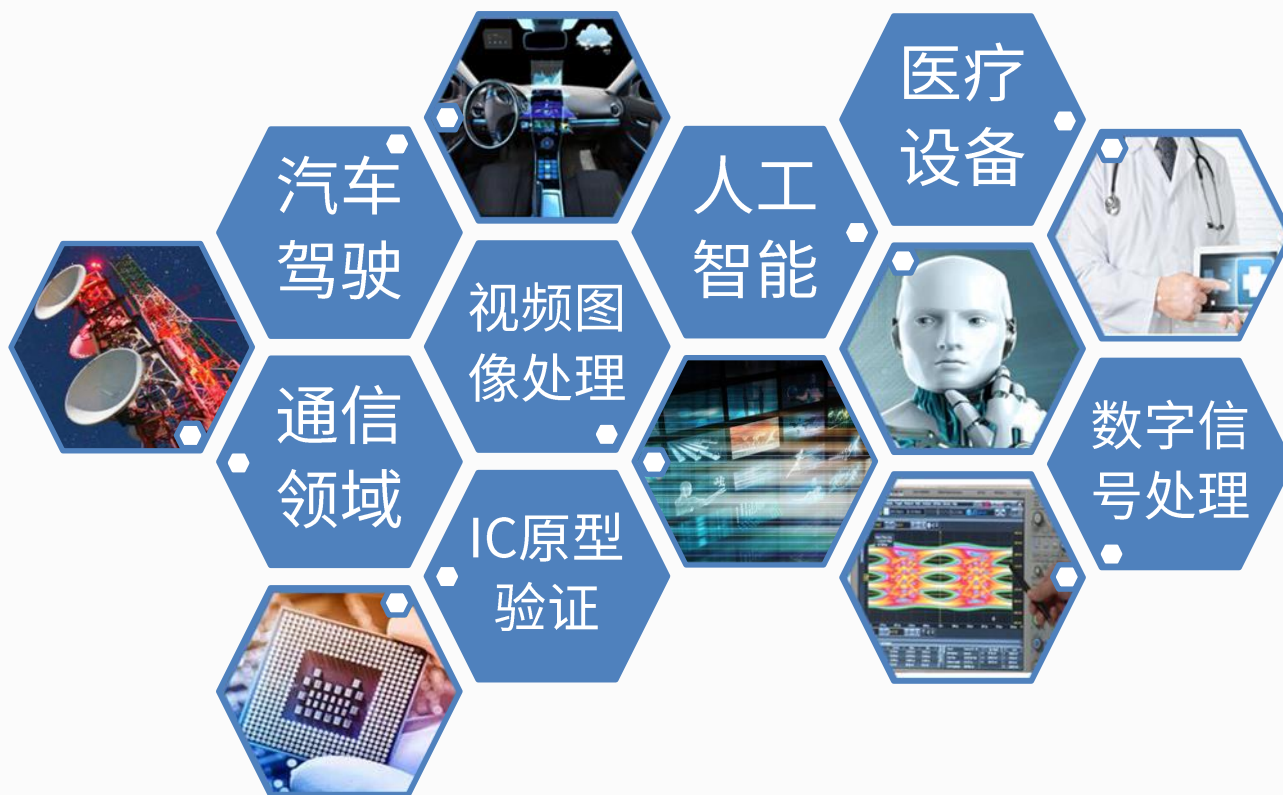 医疗
设备
汽车
驾驶
人工
智能
视频图
像处理
通信
领域
数字信
号处理
IC原型
验证